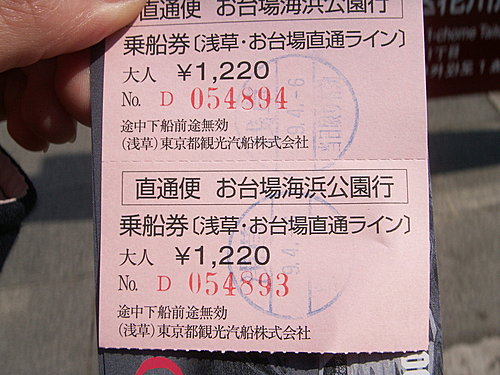 直通便 お台場海浜公園行
乗船券〔浅草・お台場直通ライン〕
大人 ¥1,220
No. D 054894
途中下船前途無効
(浅草)東京都観光汽船株式会社
直通便 お台場海浜公園行
乗船券〔浅草・お台場直通ライン〕
大人 ¥1,220
No. D 054893
途中下船前途無効
(浅草)東京都観光汽船株式会社